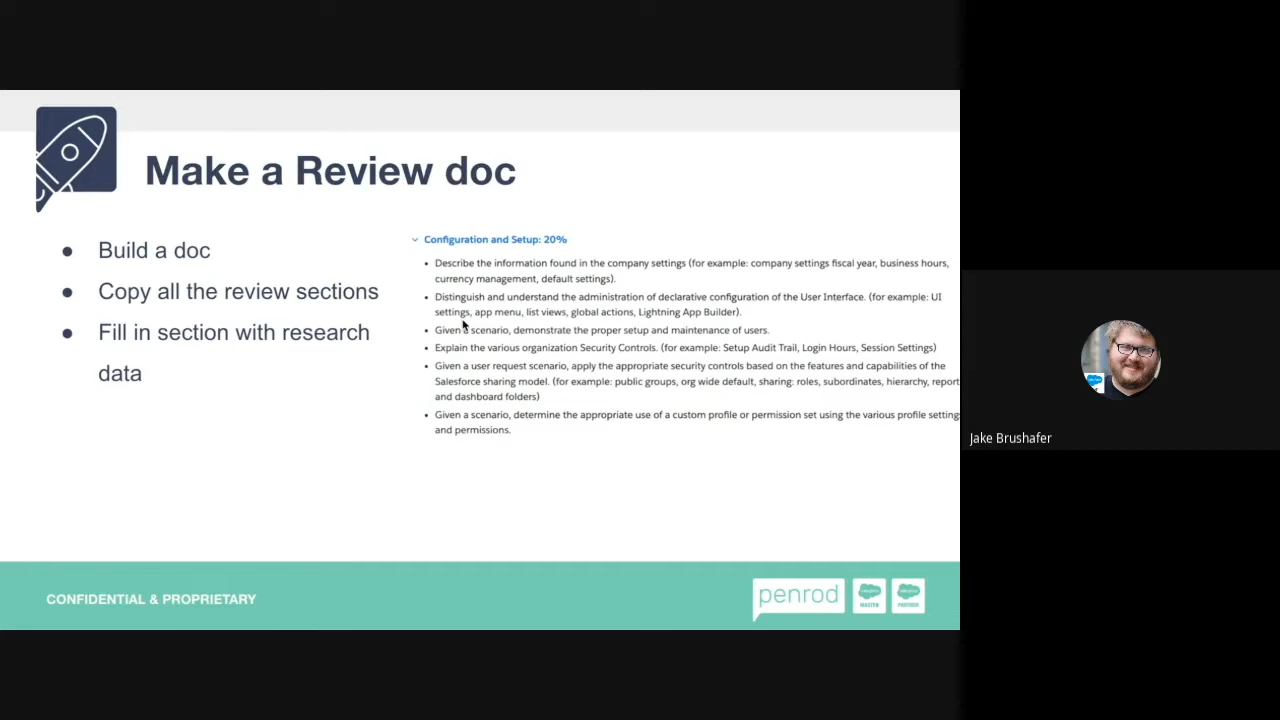 Make a Review doc
● Build a doc
● Copy all the review sections
● Fill in section with research
data
Configuration and Setup: 20%
• Describe the information found in the company settings (for example: company settings fiscal year, business hours,
currency management, default settings).
• Distinguish and understand the administration of declarative configuration of the User Interface. (for example: UI
settings, app menu, list views, global actions, Lightning App Builder).
• Given a scenario, demonstrate the proper setup and maintenance of users.
• Explain the various organization Security Controls. (for example: Setup Audit Trail, Login Hours, Session Settings)
• Given a user request scenario, apply the appropriate security controls based on the features and capabilities of the
Salesforce sharing model. (for example: public groups, org wide default, sharing: roles, subordinates, hierarchy, report
and dashboard folders)
• Given a scenario, determine the appropriate use of a custom profile or permission set using the various profile setting
and permissions.
Jake Brushafer
CONFIDENTIAL & PROPRIETARY
penrod
salesforce
MASTER
salesforce
PARTNER